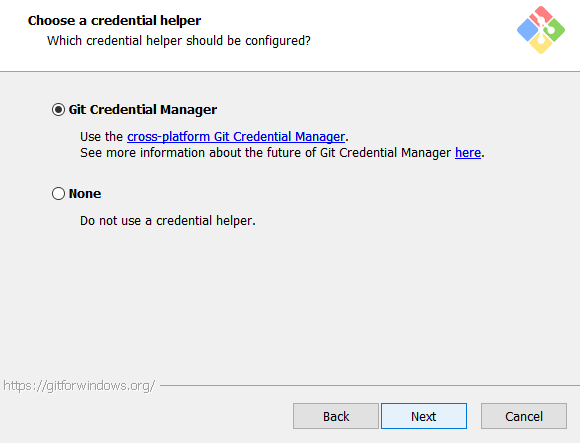 Choose a credential helper
Which credential helper should be configured?
Git Credential Manager
Use the cross-platform Git Credential Manager.
See more information about the future of Git Credential Manager here.
None
Do not use a credential helper.
https://gitforwindows.org/
Back
Next
Cancel